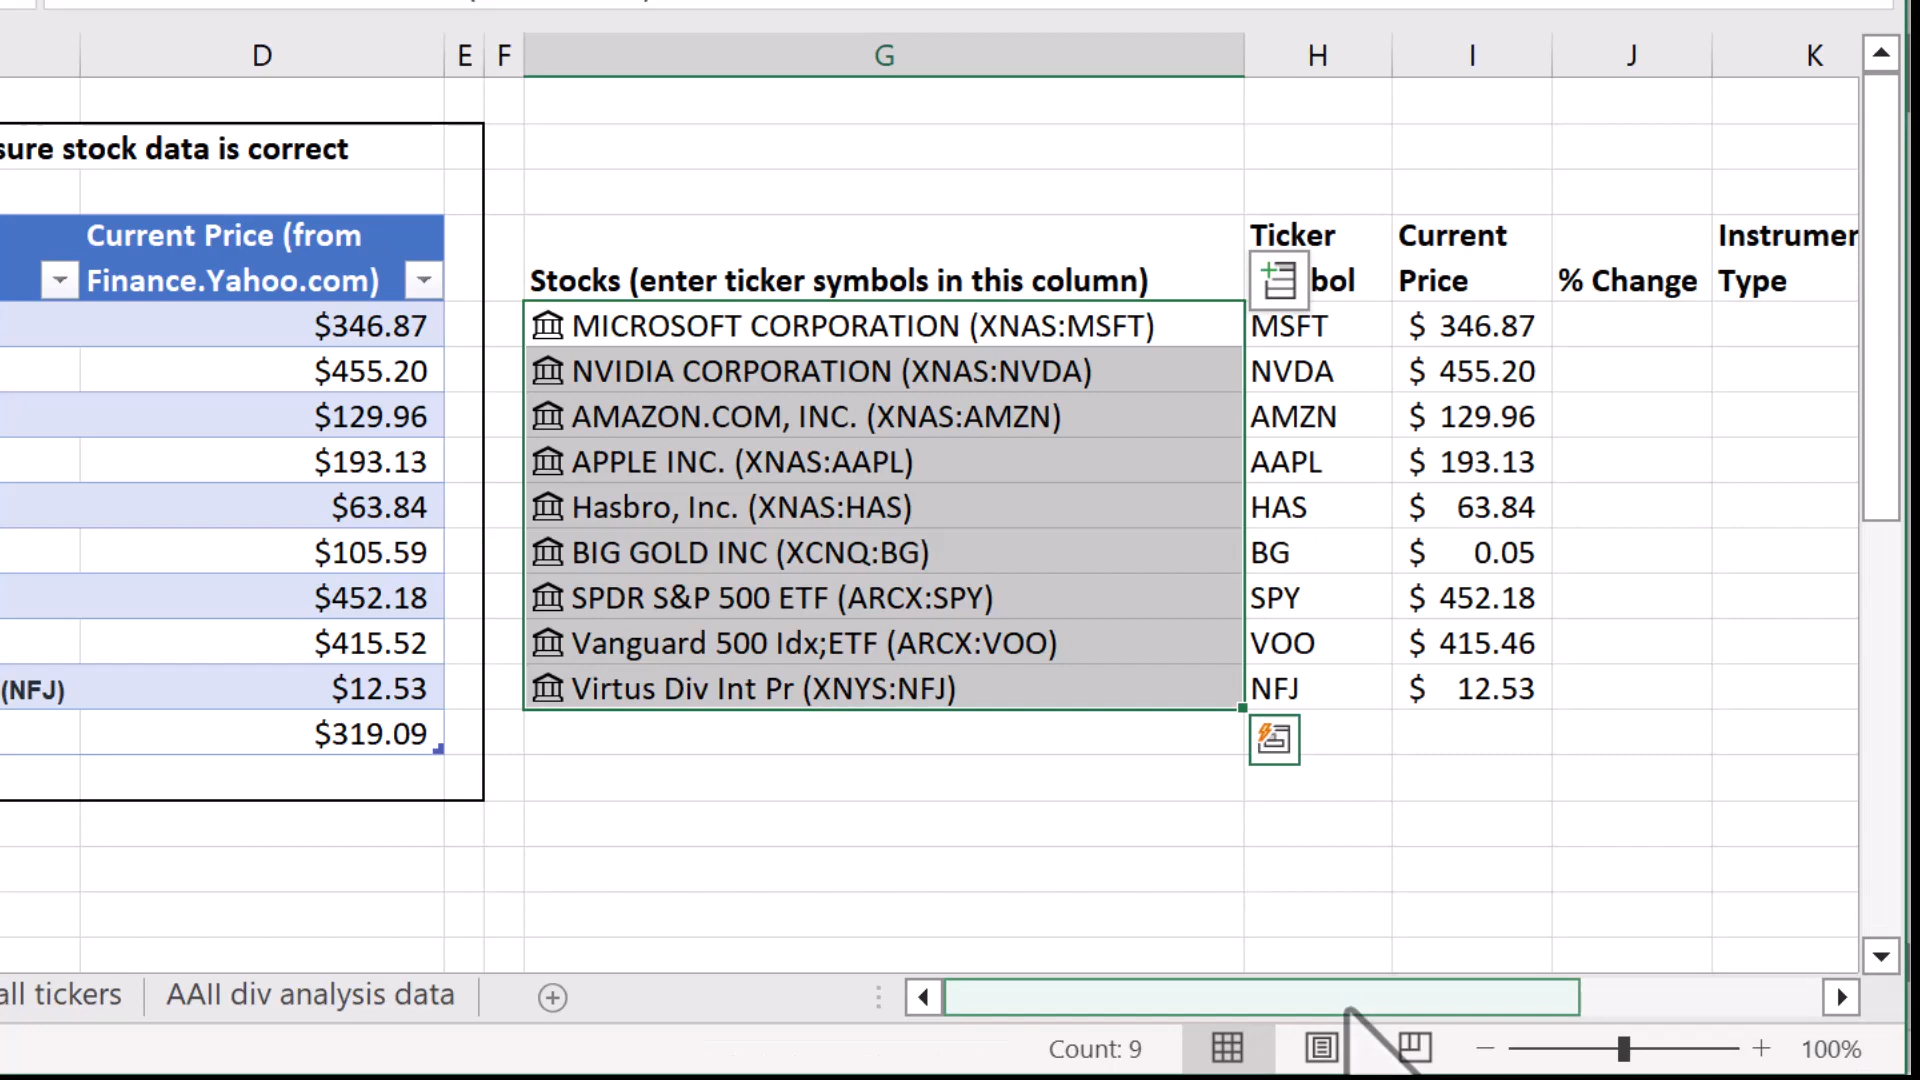 D E F G H I J K
sure stock data is correct
Current Price (from
Finance.Yahoo.com)
Stocks (enter ticker symbols in this column)
Ticker
bol
Current
Price
% Change
Instrumen
Type
$346.87 MICROSOFT CORPORATION (XNAS:MSFT) MSFT $ 346.87
$455.20 NVIDIA CORPORATION (XNAS:NVDA) NVDA $ 455.20
$129.96 AMAZON.COM, INC. (XNAS:AMZN) AMZN $ 129.96
$193.13 APPLE INC. (XNAS:AAPL) AAPL $ 193.13
$63.84 Hasbro, Inc. (XNAS:HAS) HAS $ 63.84
$105.59 BIG GOLD INC (XCNQ:BG) BG $ 0.05
$452.18 SPDR S&P 500 ETF (ARCX:SPY) SPY $ 452.18
$415.52 Vanguard 500 Idx;ETF (ARCX:VOO) VOO $ 415.46
(NFJ) $12.53 Virtus Div Int Pr (XNYS:NFJ) NFJ $ 12.53
$319.09
all tickers AAII div analysis data
Count: 9 100%